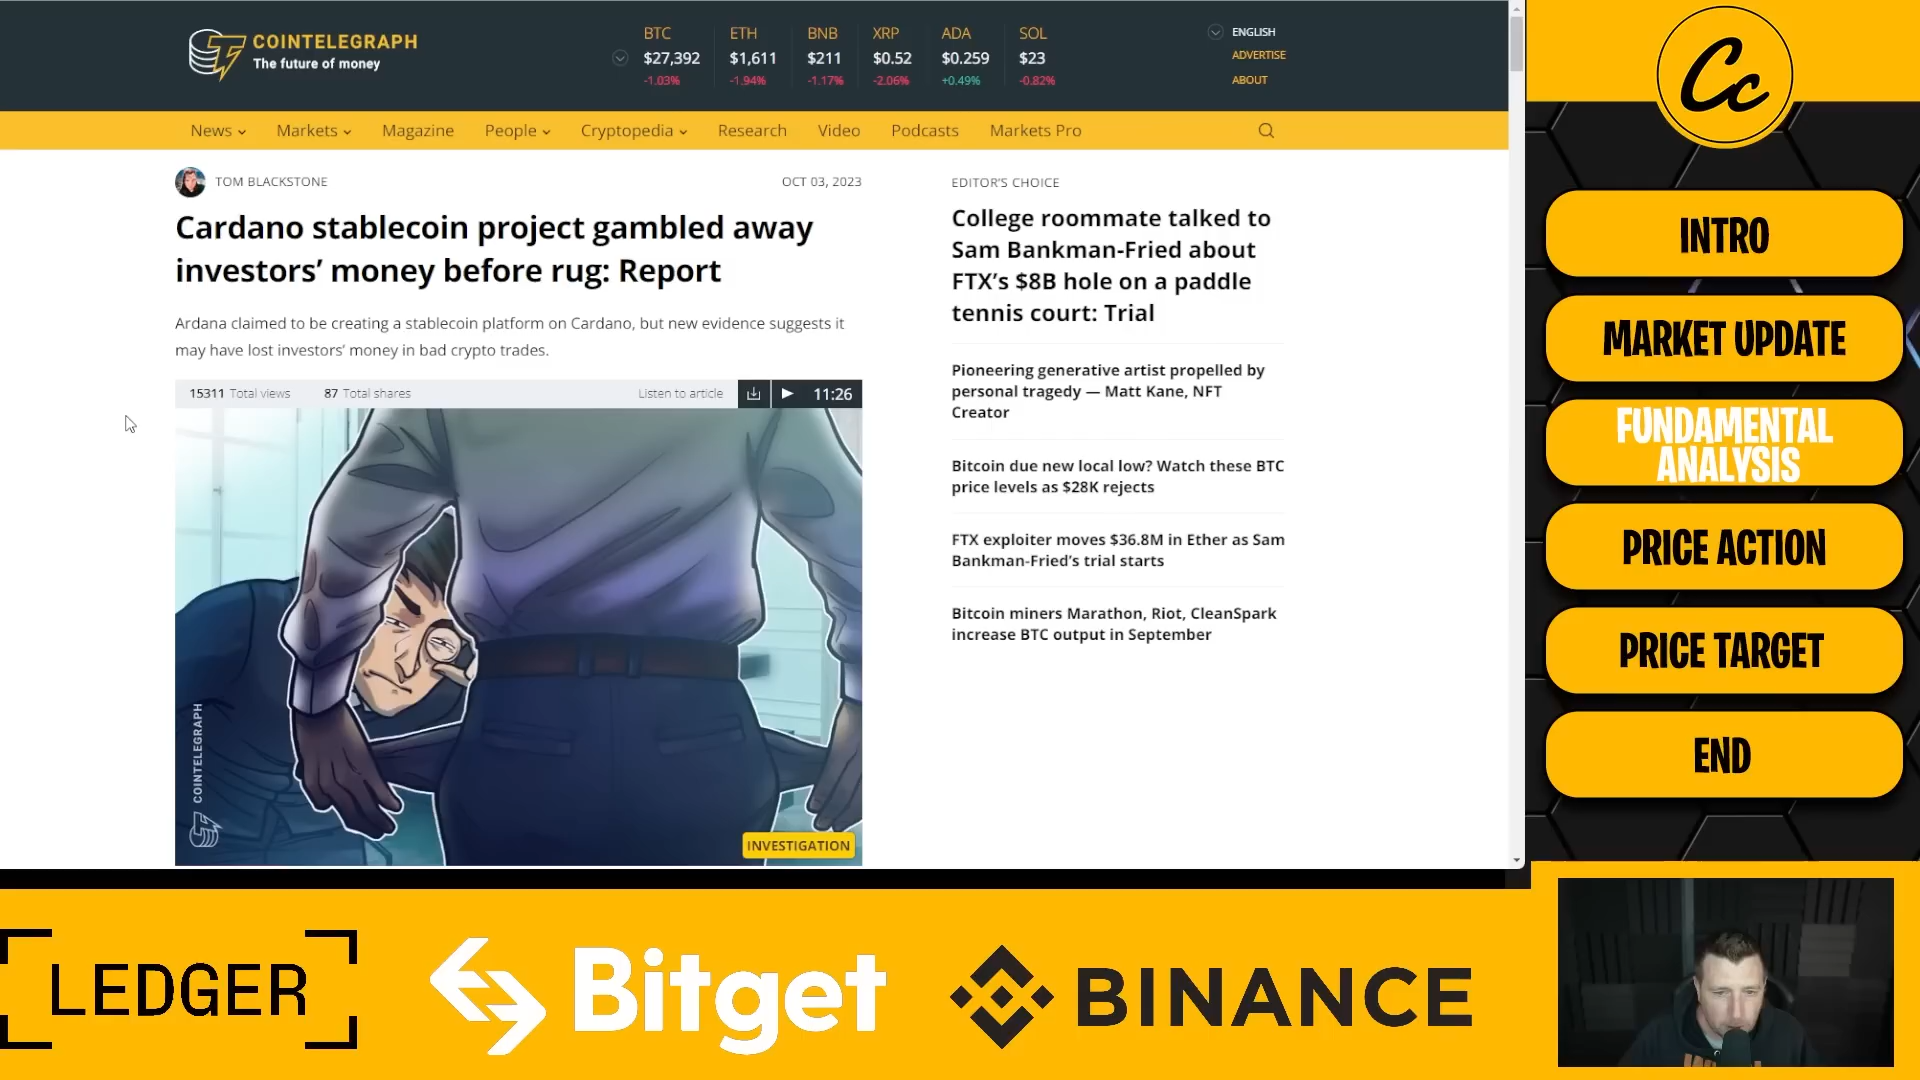 COINTELEGRAPH
The future of money
BTC
$27,392
-1.03%
ETH
$1,611
-1.94%
BNB
$211
-1.17%
XRP
$0.52
-2.06%
ADA
$0.259
+0.49%
SOL
$23
-0.82%
ENGLISH
ADVERTISE
ABOUT
News Markets Magazine People Cryptopedia Research Video Podcasts Markets Pro
TOM BLACKSTONE
OCT 03, 2023
Cardano stablecoin project gambled away
investors’ money before rug: Report
Ardana claimed to be creating a stablecoin platform on Cardano, but new evidence suggests it
may have lost investors’ money in bad crypto trades.
15311 Total views 87 Total shares Listen to article 11:26
COINTELEGRAPH
INVESTIGATION
EDITOR’S CHOICE
College roommate talked to
Sam Bankman-Fried about
FTX’s $8B hole on a paddle
tennis court: Trial
Pioneering generative artist propelled by
personal tragedy — Matt Kane, NFT
Creator
Bitcoin due new local low? Watch these BTC
price levels as $28K rejects
FTX exploiter moves $36.8M in Ether as Sam
Bankman-Fried’s trial starts
Bitcoin miners Marathon, Riot, CleanSpark
increase BTC output in September
Cc
INTRO
MARKET UPDATE
FUNDAMENTAL
ANALYSIS
PRICE ACTION
PRICE TARGET
END
LEDGER
Bitget
BINANCE